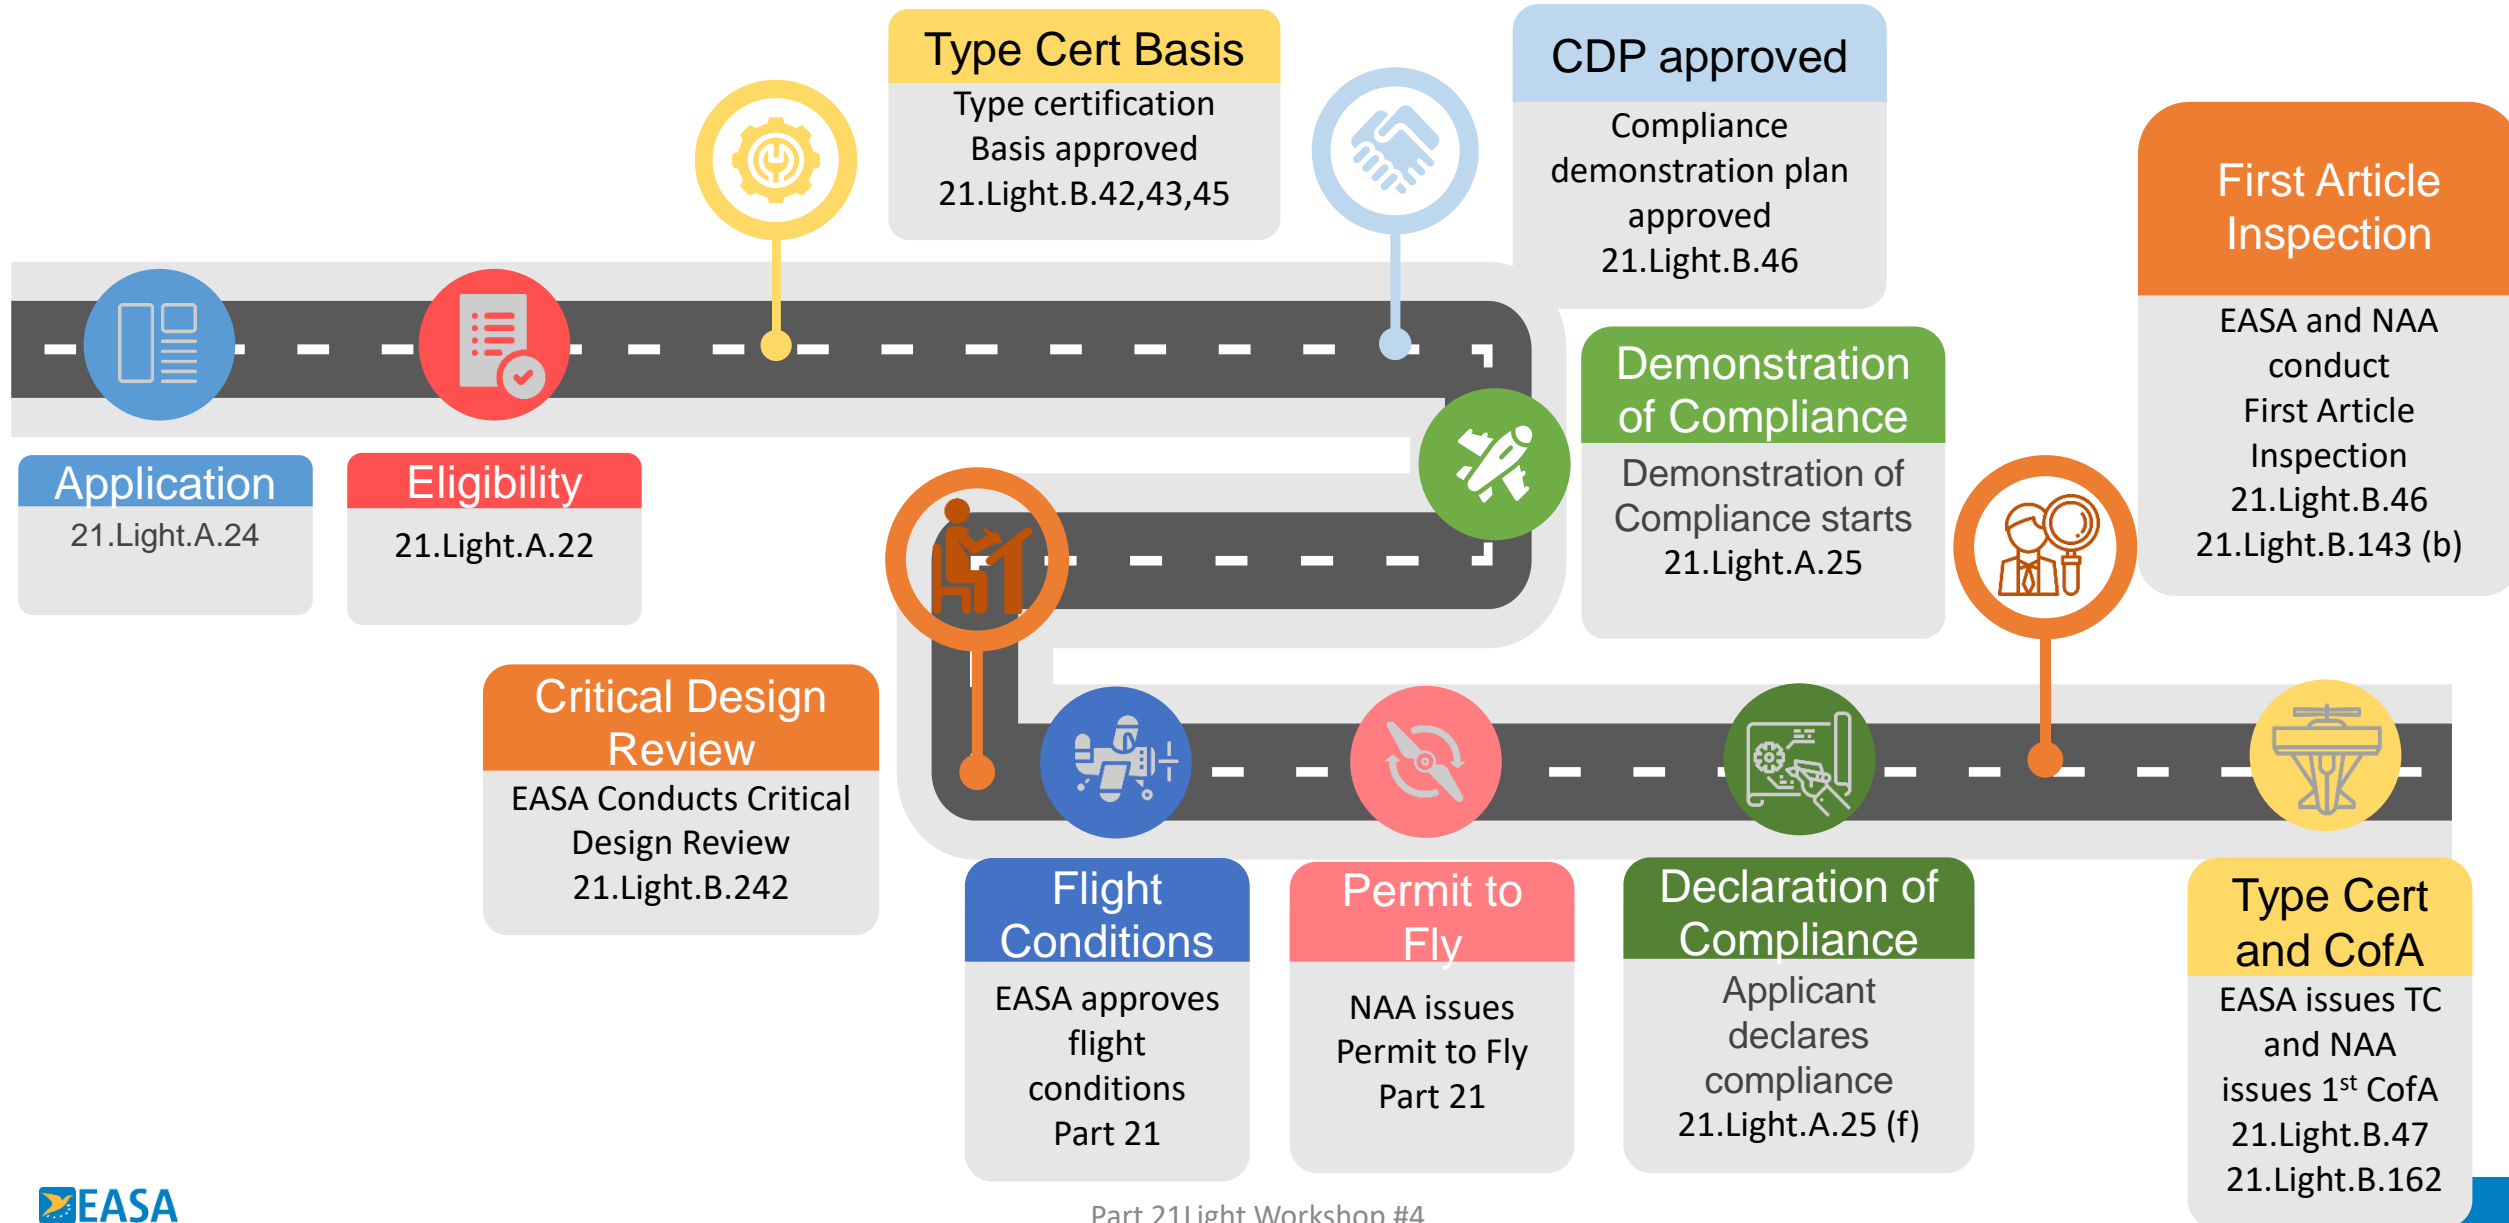 Type Cert Basis
Type certification
Basis approved
21.Light.B.42,43,45
CDP approved
Compliance
demonstration plan
approved
21.Light.B.46
First Article
Inspection
EASA and NAA
conduct
First Article
Inspection
21.Light.B.46
21.Light.B.143 (b)
Application
21.Light.A.24
Eligibility
21.Light.A.22
Demonstration
of Compliance
Demonstration of
Compliance starts
21.Light.A.25
Critical Design
Review
EASA Conducts Critical
Design Review
21.Light.B.242
Flight
Conditions
EASA approves
flight
conditions
Part 21
Permit to
Fly
NAA issues
Permit to Fly
Part 21
Declaration of
Compliance
Applicant
declares
compliance
21.Light.A.25 (f)
Type Cert
and CofA
EASA issues TC
and NAA
issues 1st CofA
21.Light.B.47
21.Light.B.162
EASA
Part 21Light Workshop #4